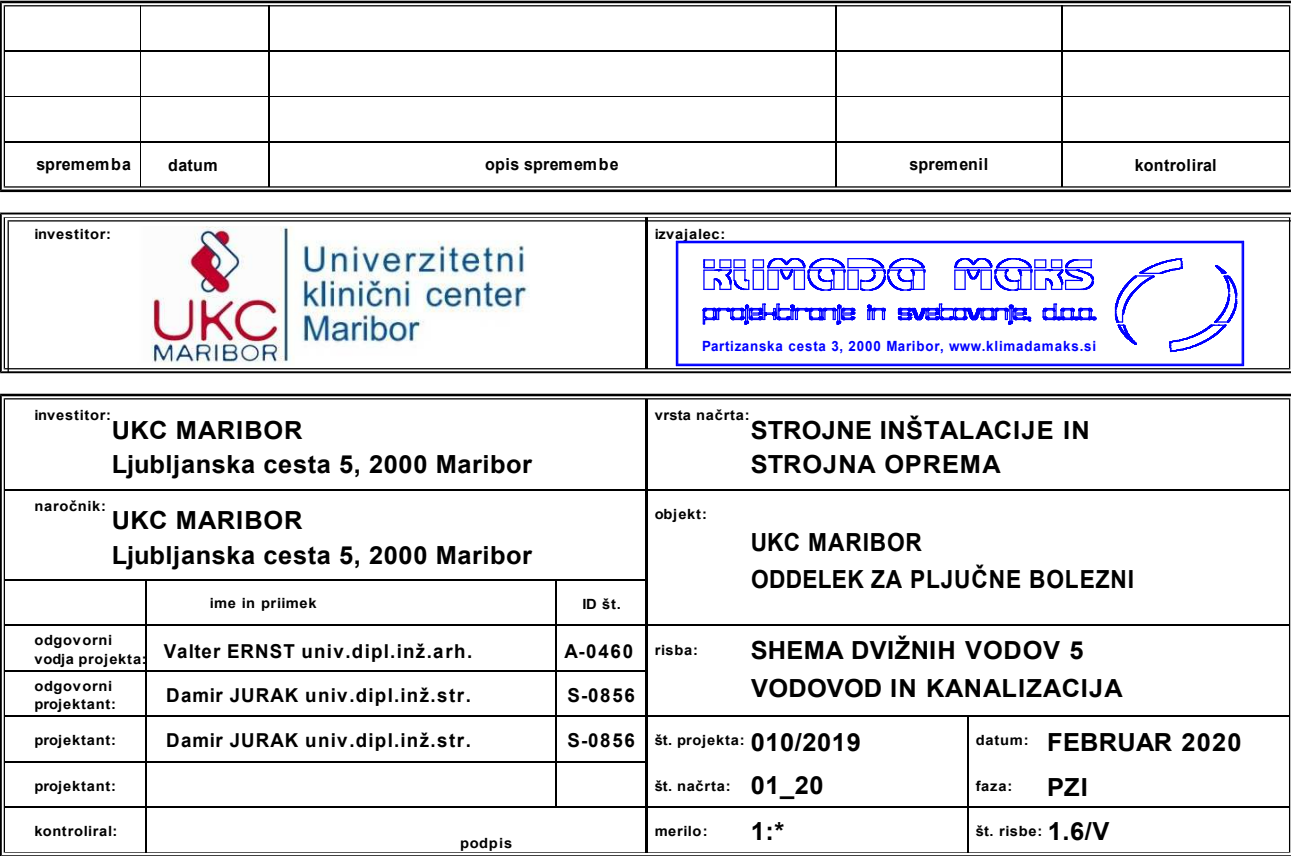 sprememba datum opis spremembe spremenil kontroliral
investitor:
UKC
MARIBOR
Univerzitetni
klinični center
Maribor
izvajalec:
KLIMADA MAKS
projektiranje in svetovanje, d.o.o.
Partizanska cesta 3, 2000 Maribor, www.klimadamaks.si
investitor:
UKC MARIBOR
Ljubljanska cesta 5, 2000 Maribor
vrsta načrta:
STROJNE INŠTALACIJE IN
STROJNA OPREMA
naročnik:
UKC MARIBOR
Ljubljanska cesta 5, 2000 Maribor
objekt:
UKC MARIBOR
ODDELEK ZA PLJUČNE BOLEZNI
ime in priimek ID št.
odgovorni
vodja projekta:
Valter ERNST univ.dipl.inž.arh. A-0460
odgovorni
projektant:
Damir JURAK univ.dipl.inž.str. S-0856
risba:
SHEMA DVIŽNIH VODOV 5
VODOVOD IN KANALIZACIJA
projektant: Damir JURAK univ.dipl.inž.str. S-0856
št. projekta: 010/2019 datum: FEBRUAR 2020
projektant:
št. načrta: 01_20 faza: PZI
kontroliral: podpis
merilo: 1:* št. risbe: 1.6/V